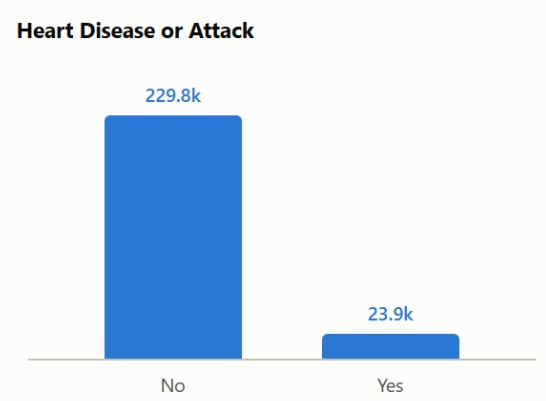 Heart Disease or Attack
229.8k
23.9k
No
Yes